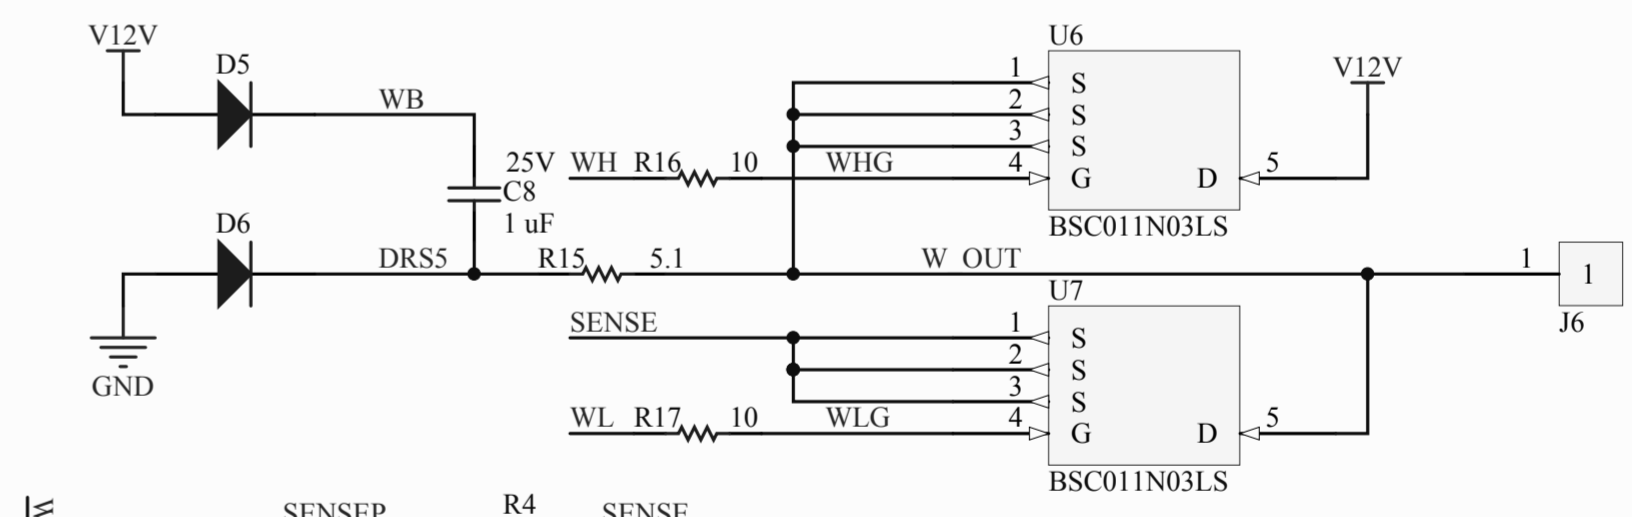 V12V
D5
WB
25V
C8
1 uF
D6
DRS5
GND
WH R16 10 WHG
R15 5.1 W_OUT
U6
1 S
2 S
3 S
4 G D 5
BSC011N03LS
V12V
1 1
J6
U7
SENSE
1 S
2 S
3 S
WL R17 10 WLG
4 G D 5
BSC011N03LS
W
SENSEP R4 SENSE